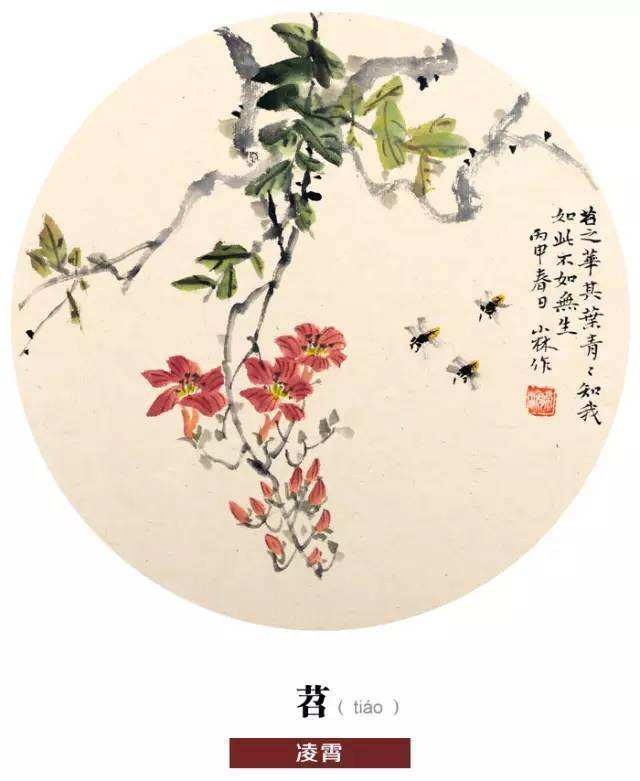 苕之華其葉青〻知我
如此不如無生
丙申春日 小林作
苕（tiáo）
凌霄